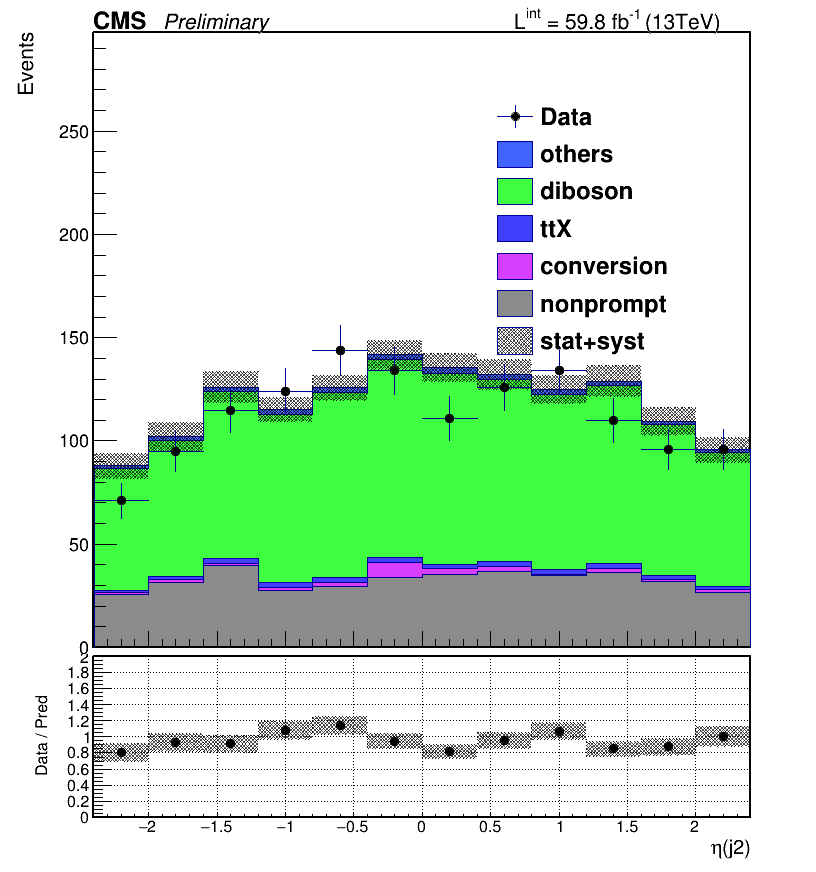 CMS Preliminary L^int = 59.8 fb^-1 (13TeV)
Events
250
200
150
100
50
0
Data
others
diboson
ttX
conversion
nonprompt
stat+syst
Data / Pred
2
1.8
1.6
1.4
1.2
1
0.8
0.6
0.4
0.2
0
−2 −1.5 −1 −0.5 0 0.5 1 1.5 2
η(j2)